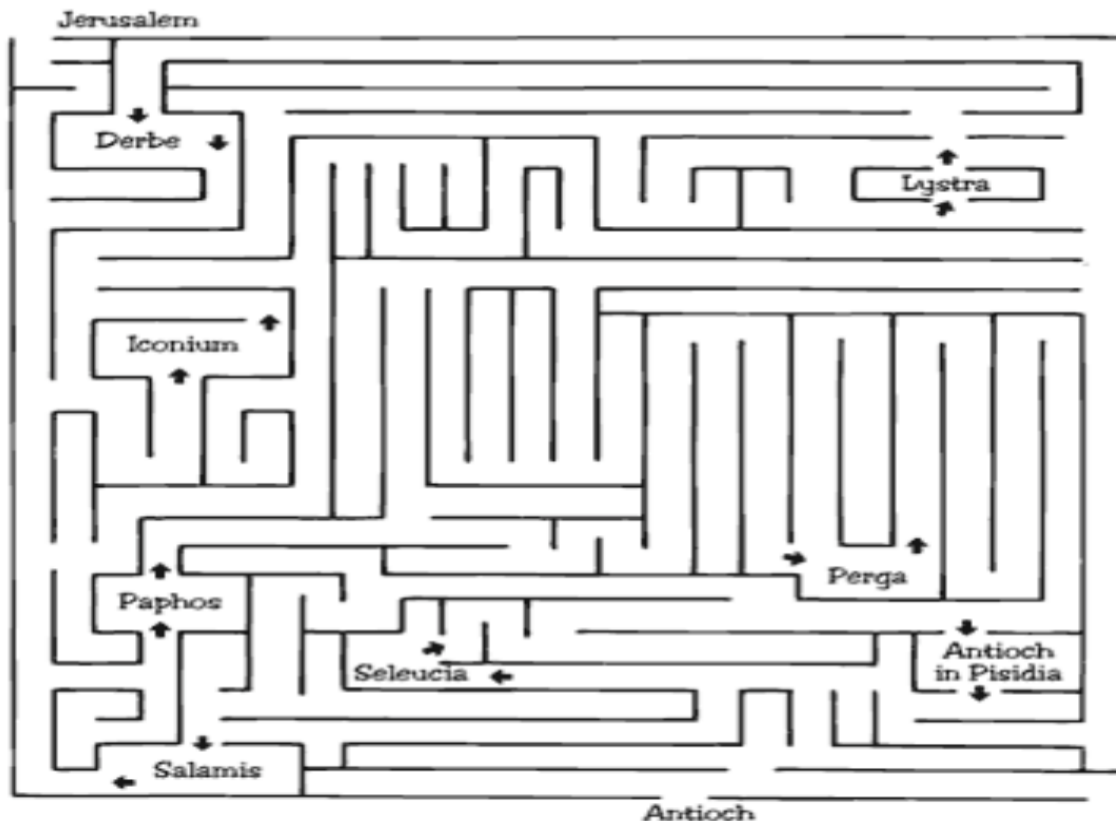 Jerusalem
Derbe
Lystra
Iconium
Perga
Paphos
Antioch
in Pisidia
Seleucia
Salamis
Antioch